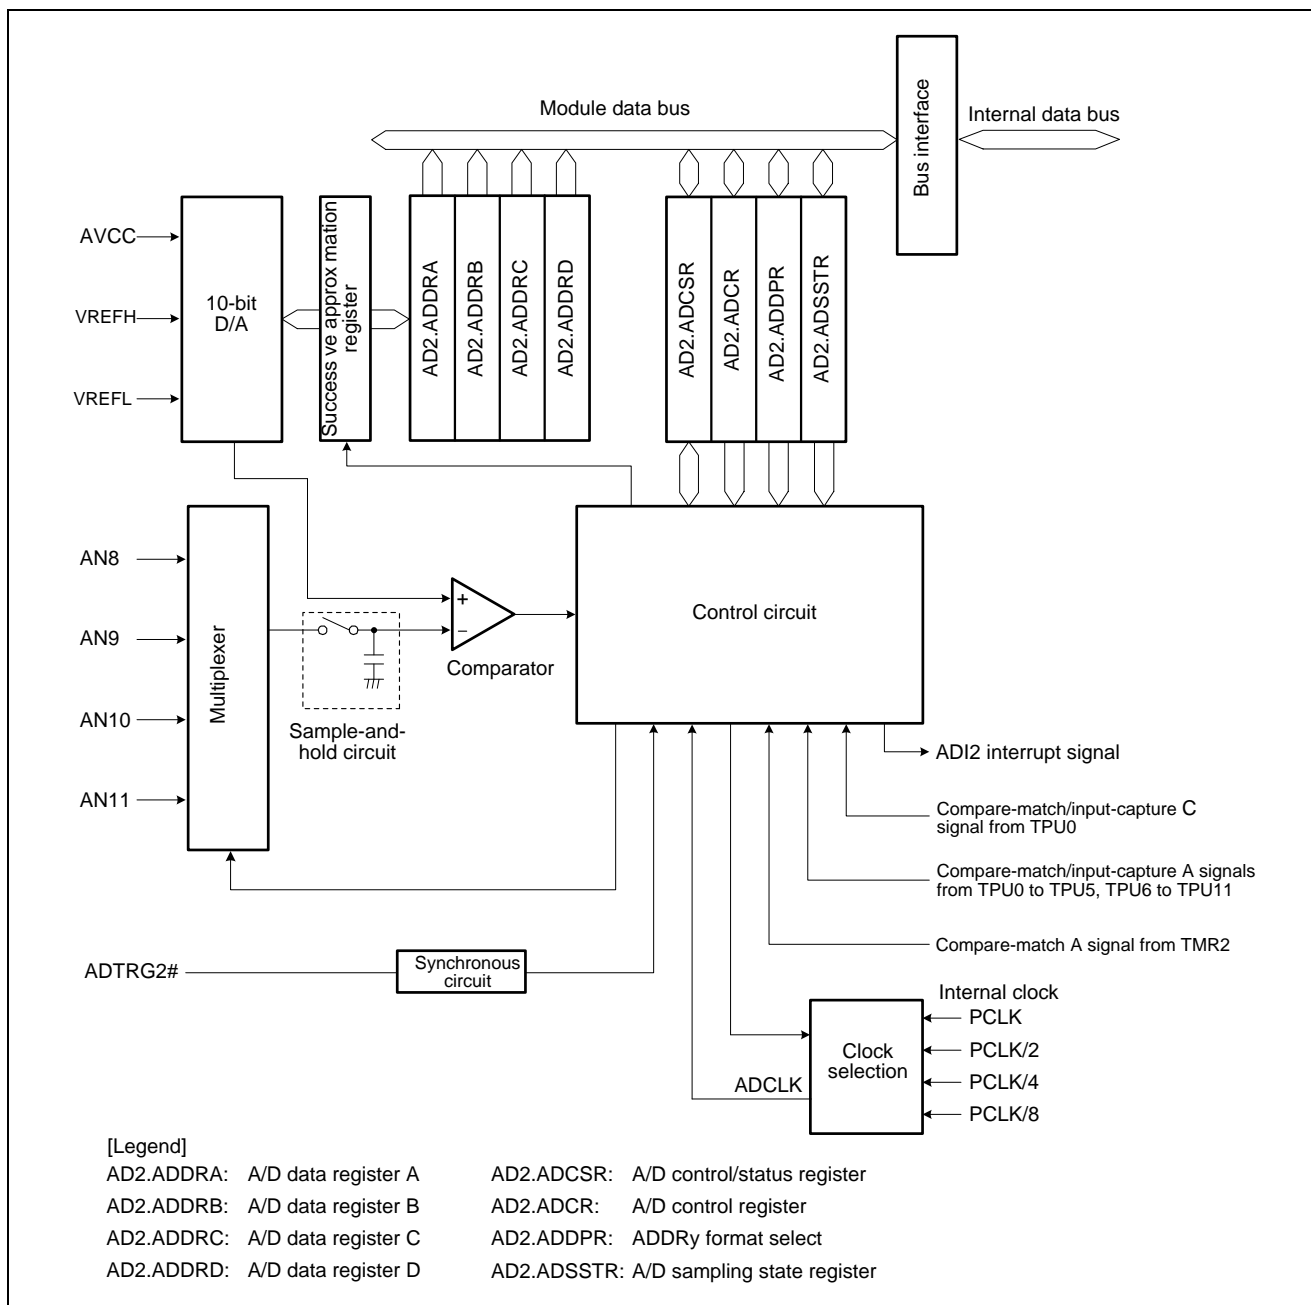 Module data bus
Internal data bus
Bus interface
AVCC
VREFH
VREFL
10-bit
D/A
Success ve approx mation
register
AD2.ADDRA
AD2.ADDRB
AD2.ADDRC
AD2.ADDRD
AD2.ADCSR
AD2.ADCR
AD2.ADDPR
AD2.ADSSTR
AN8
AN9
AN10
AN11
Multiplexer
Sample-and-
hold circuit
+
−
Comparator
Control circuit
ADI2 interrupt signal
Compare-match/input-capture C
signal from TPU0
Compare-match/input-capture A signals
from TPU0 to TPU5, TPU6 to TPU11
Compare-match A signal from TMR2
ADTRG2#
Synchronous
circuit
Internal clock
PCLK
PCLK/2
PCLK/4
PCLK/8
Clock
selection
ADCLK
[Legend]
AD2.ADDRA: A/D data register A
AD2.ADDRB: A/D data register B
AD2.ADDRC: A/D data register C
AD2.ADDRD: A/D data register D
AD2.ADCSR: A/D control/status register
AD2.ADCR: A/D control register
AD2.ADDPR: ADDRy format select
AD2.ADSSTR: A/D sampling state register